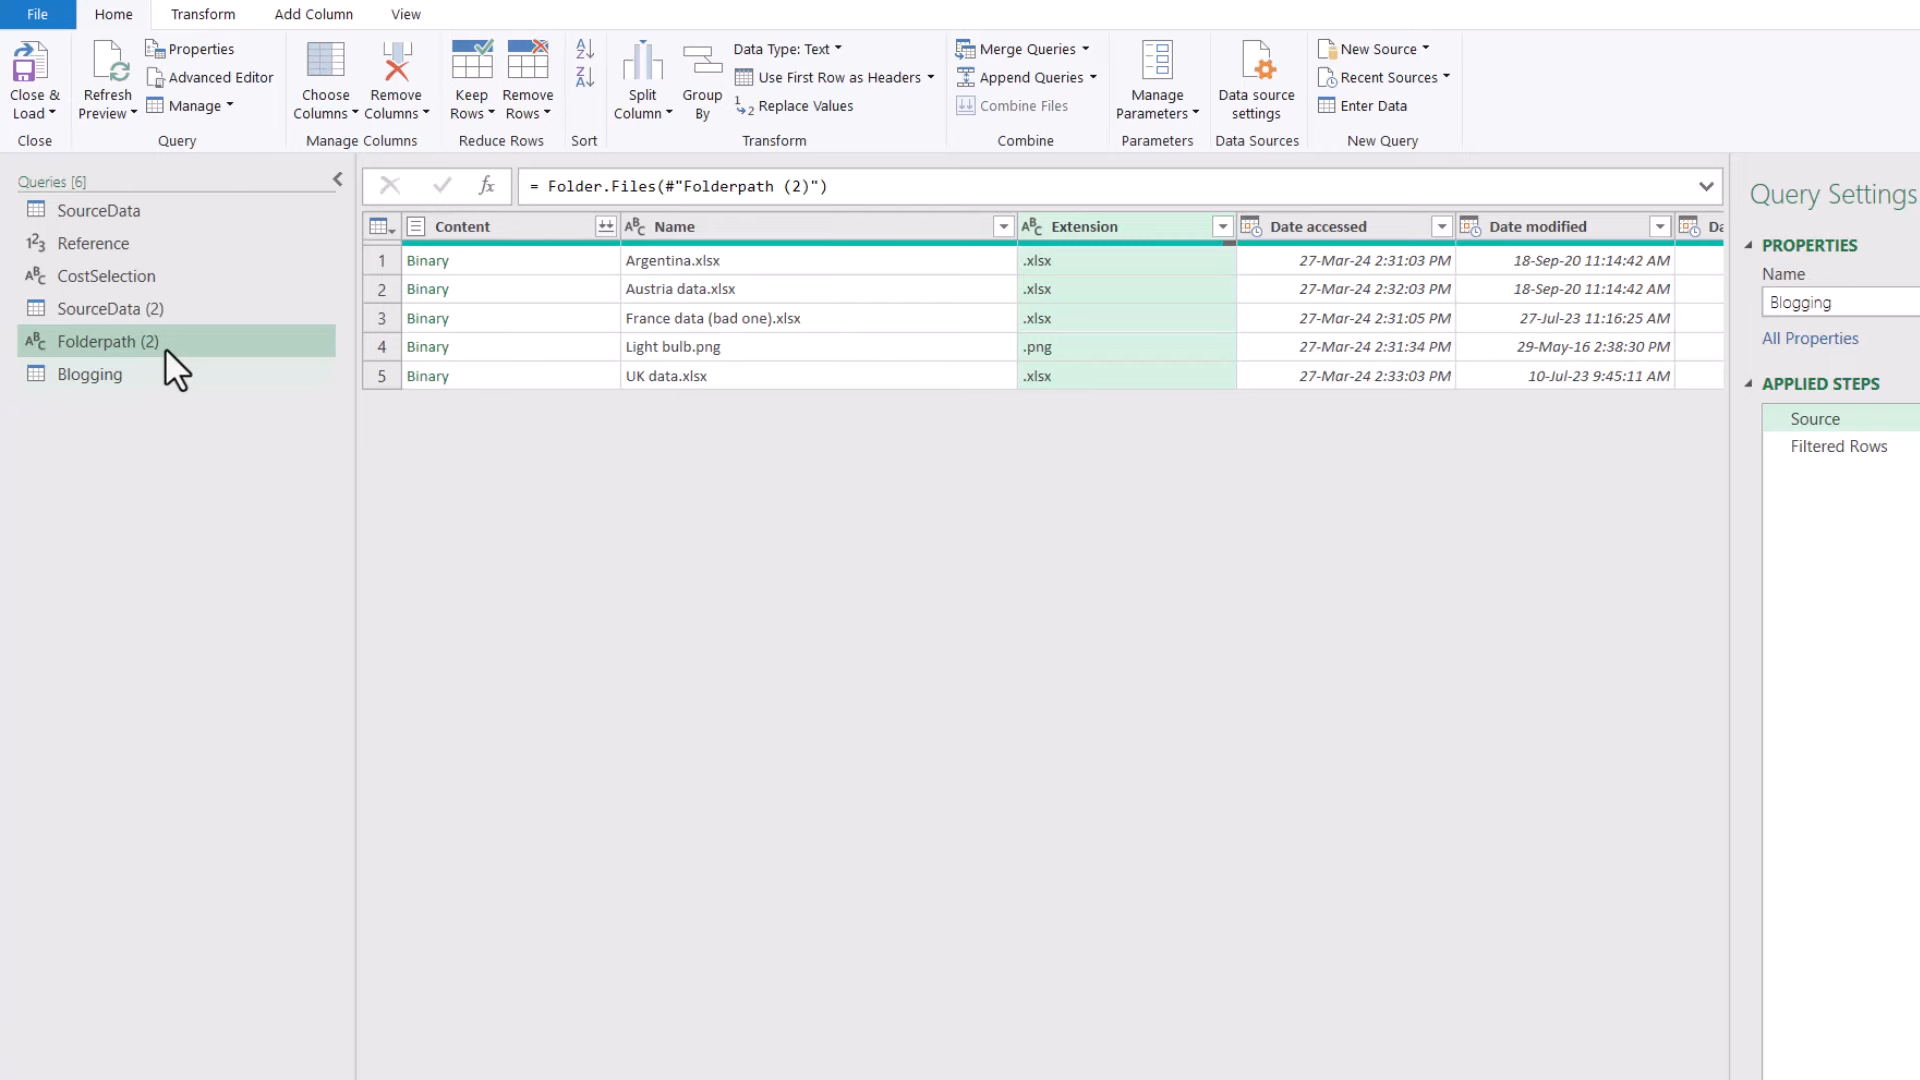 File Home Transform Add Column View
Close & Load
Close
Refresh Preview
Properties
Advanced Editor
Manage
Query
Choose Columns
Remove Columns
Manage Columns
Keep Rows
Remove Rows
Reduce Rows
A Z
Z A
Sort
Split Column
Group By
Data Type: Text
Use First Row as Headers
1 2 Replace Values
Transform
Merge Queries
Append Queries
Combine Files
Combine
Manage Parameters
Parameters
Data source settings
Data Sources
New Source
Recent Sources
Enter Data
New Query
Queries [6]
SourceData
123 Reference
ABC CostSelection
SourceData (2)
ABC Folderpath (2)
Blogging
fx = Folder.Files(#"Folderpath (2)")
Content ABC Name ABC Extension Date accessed Date modified Da
1 Binary Argentina.xlsx .xlsx 27-Mar-24 2:31:03 PM 18-Sep-20 11:14:42 AM
2 Binary Austria data.xlsx .xlsx 27-Mar-24 2:32:03 PM 18-Sep-20 11:14:42 AM
3 Binary France data (bad one).xlsx .xlsx 27-Mar-24 2:31:05 PM 27-Jul-23 11:16:25 AM
4 Binary Light bulb.png .png 27-Mar-24 2:31:34 PM 29-May-16 2:38:30 PM
5 Binary UK data.xlsx .xlsx 27-Mar-24 2:33:03 PM 10-Jul-23 9:45:11 AM
Query Settings
PROPERTIES
Name
Blogging
All Properties
APPLIED STEPS
Source
Filtered Rows